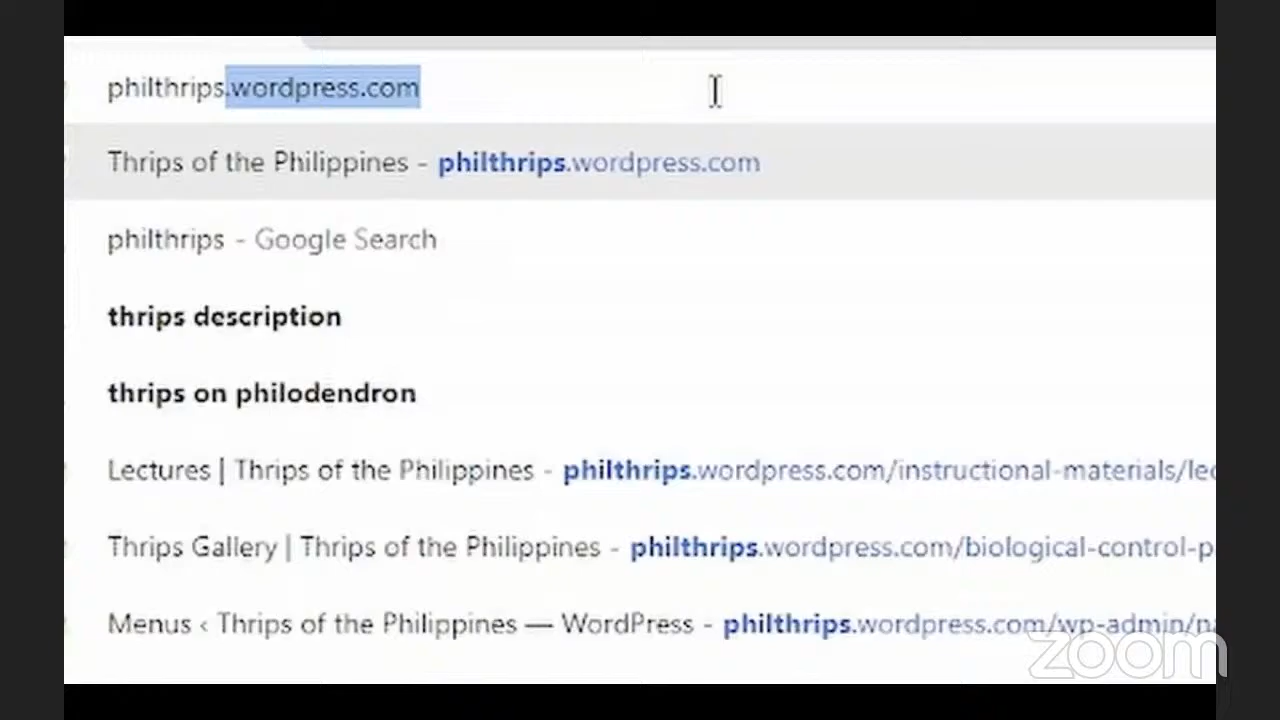 philthrips.wordpress.com
Thrips of the Philippines - philthrips.wordpress.com
philthrips - Google Search
thrips description
thrips on philodendron
Lectures | Thrips of the Philippines - philthrips.wordpress.com/instructional-materials/lec
Thrips Gallery | Thrips of the Philippines - philthrips.wordpress.com/biological-control-p
Menus ‹ Thrips of the Philippines — WordPress - philthrips.wordpress.com/wp-admin/na
zoom